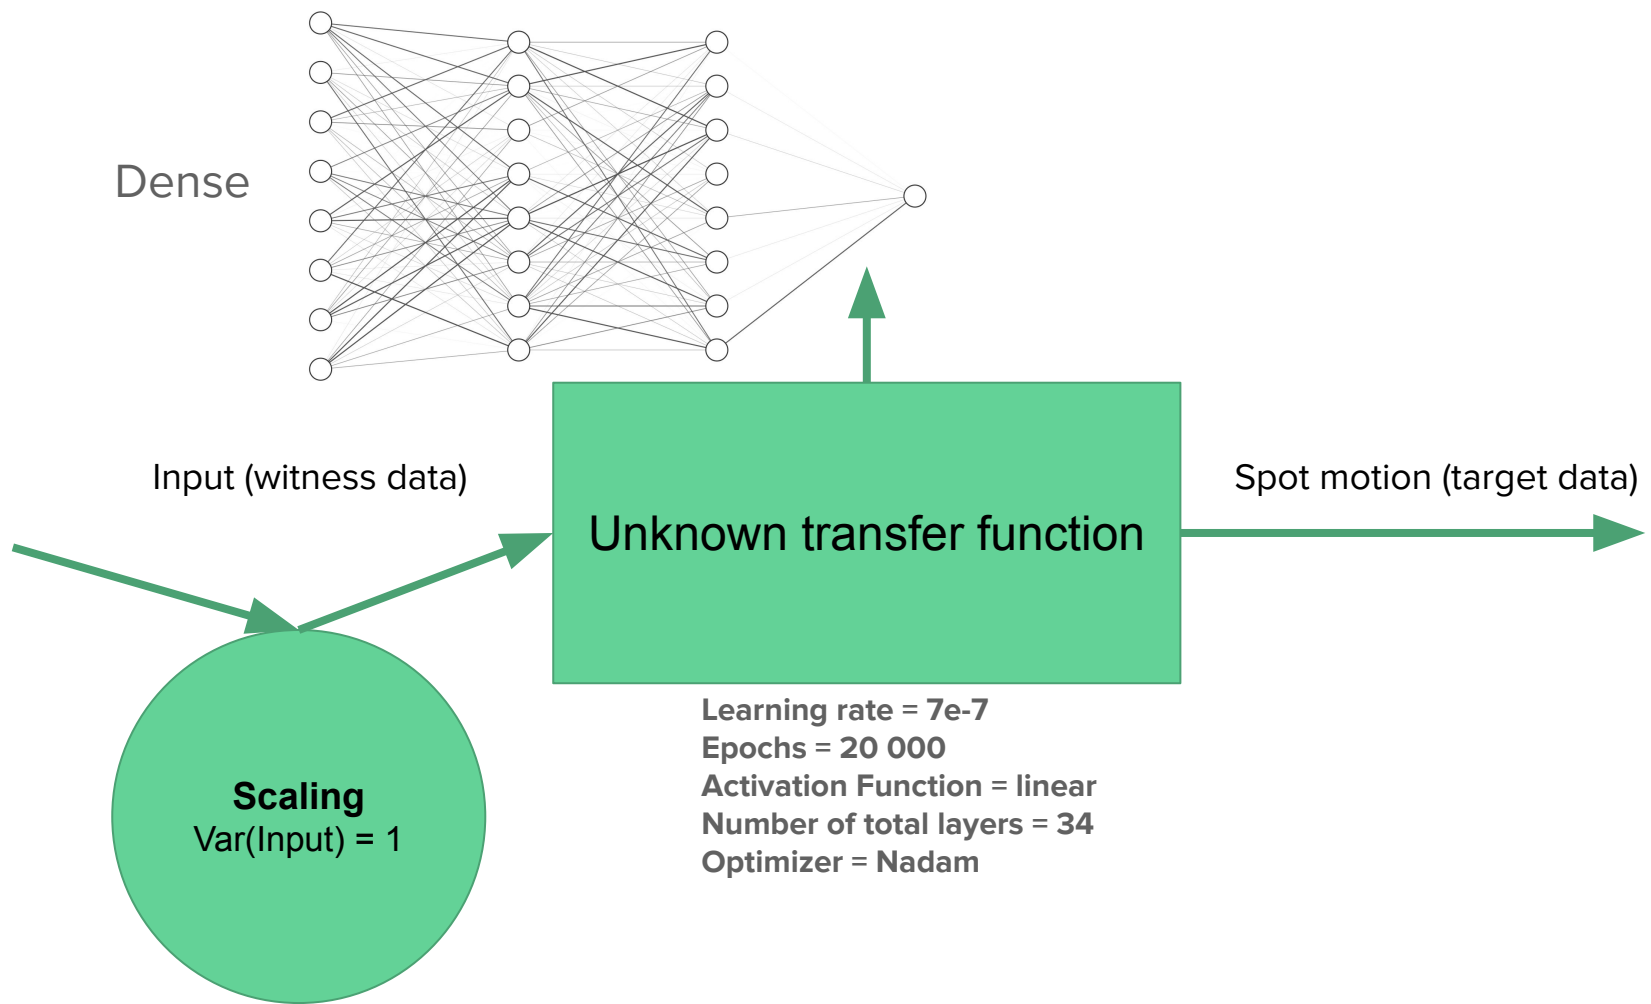 Dense
Input (witness data)
Spot motion (target data)
Unknown transfer function
Learning rate = 7e-7
Epochs = 20 000
Activation Function = linear
Number of total layers = 34
Optimizer = Nadam
Scaling
Var(Input) = 1